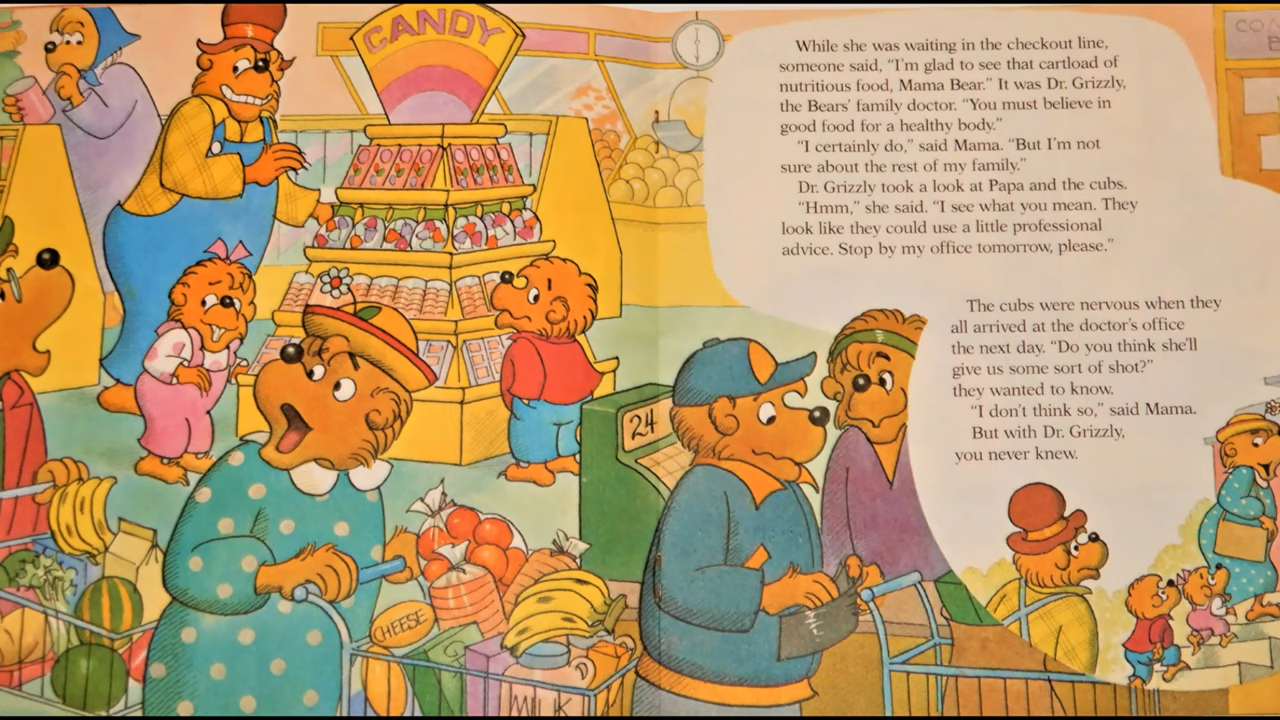 CANDY
While she was waiting in the checkout line,
someone said, “I’m glad to see that cartload of
nutritious food, Mama Bear.” It was Dr. Grizzly,
the Bears’ family doctor. “You must believe in
good food for a healthy body.”
“I certainly do,” said Mama. “But I’m not
sure about the rest of my family.”
Dr. Grizzly took a look at Papa and the cubs.
“Hmm,” she said. “I see what you mean. They
look like they could use a little professional
advice. Stop by my office tomorrow, please.”
The cubs were nervous when they
all arrived at the doctor’s office
the next day. “Do you think she’ll
give us some sort of shot?”
they wanted to know.
“I don’t think so,” said Mama.
But with Dr. Grizzly,
you never knew.
24
CHEESE
MILK